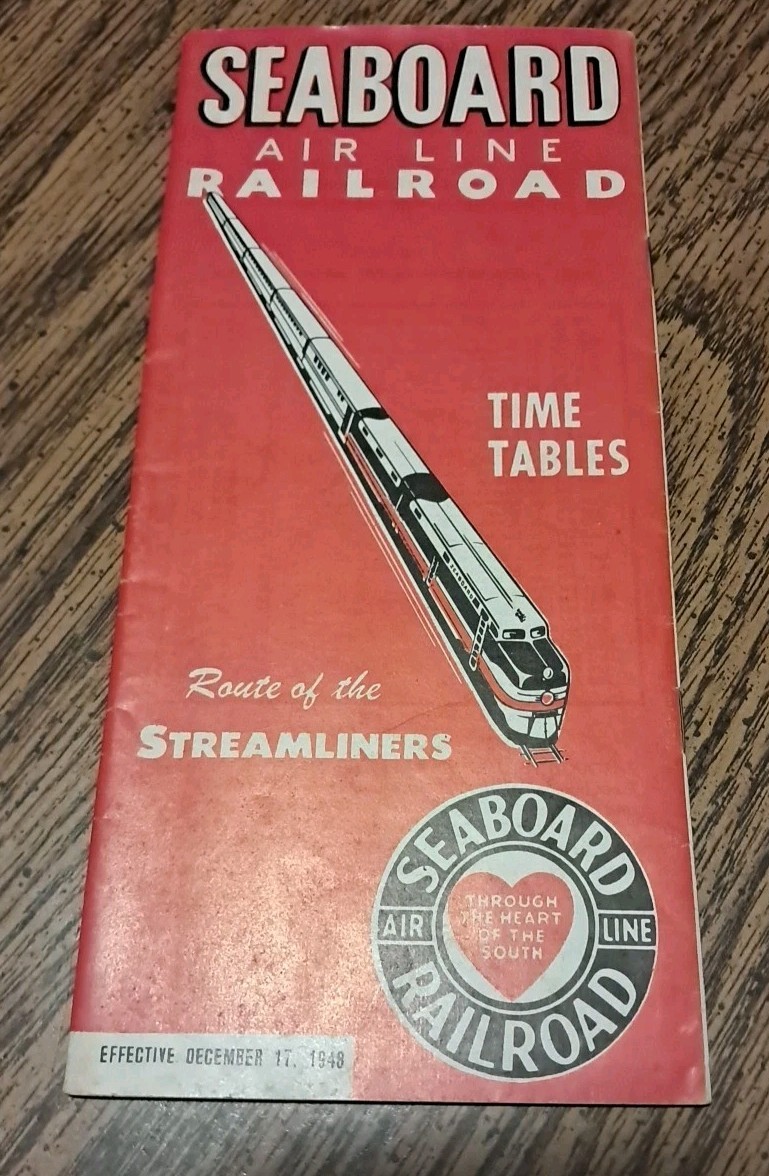 SEABOARD
AIR LINE
RAILROAD
TIME
TABLES
SEABOARD
Route of the
STREAMLINERS
SEABOARD
AIR
LINE
THROUGH
THE HEART
OF THE
SOUTH
RAILROAD
EFFECTIVE DECEMBER 17, 1948